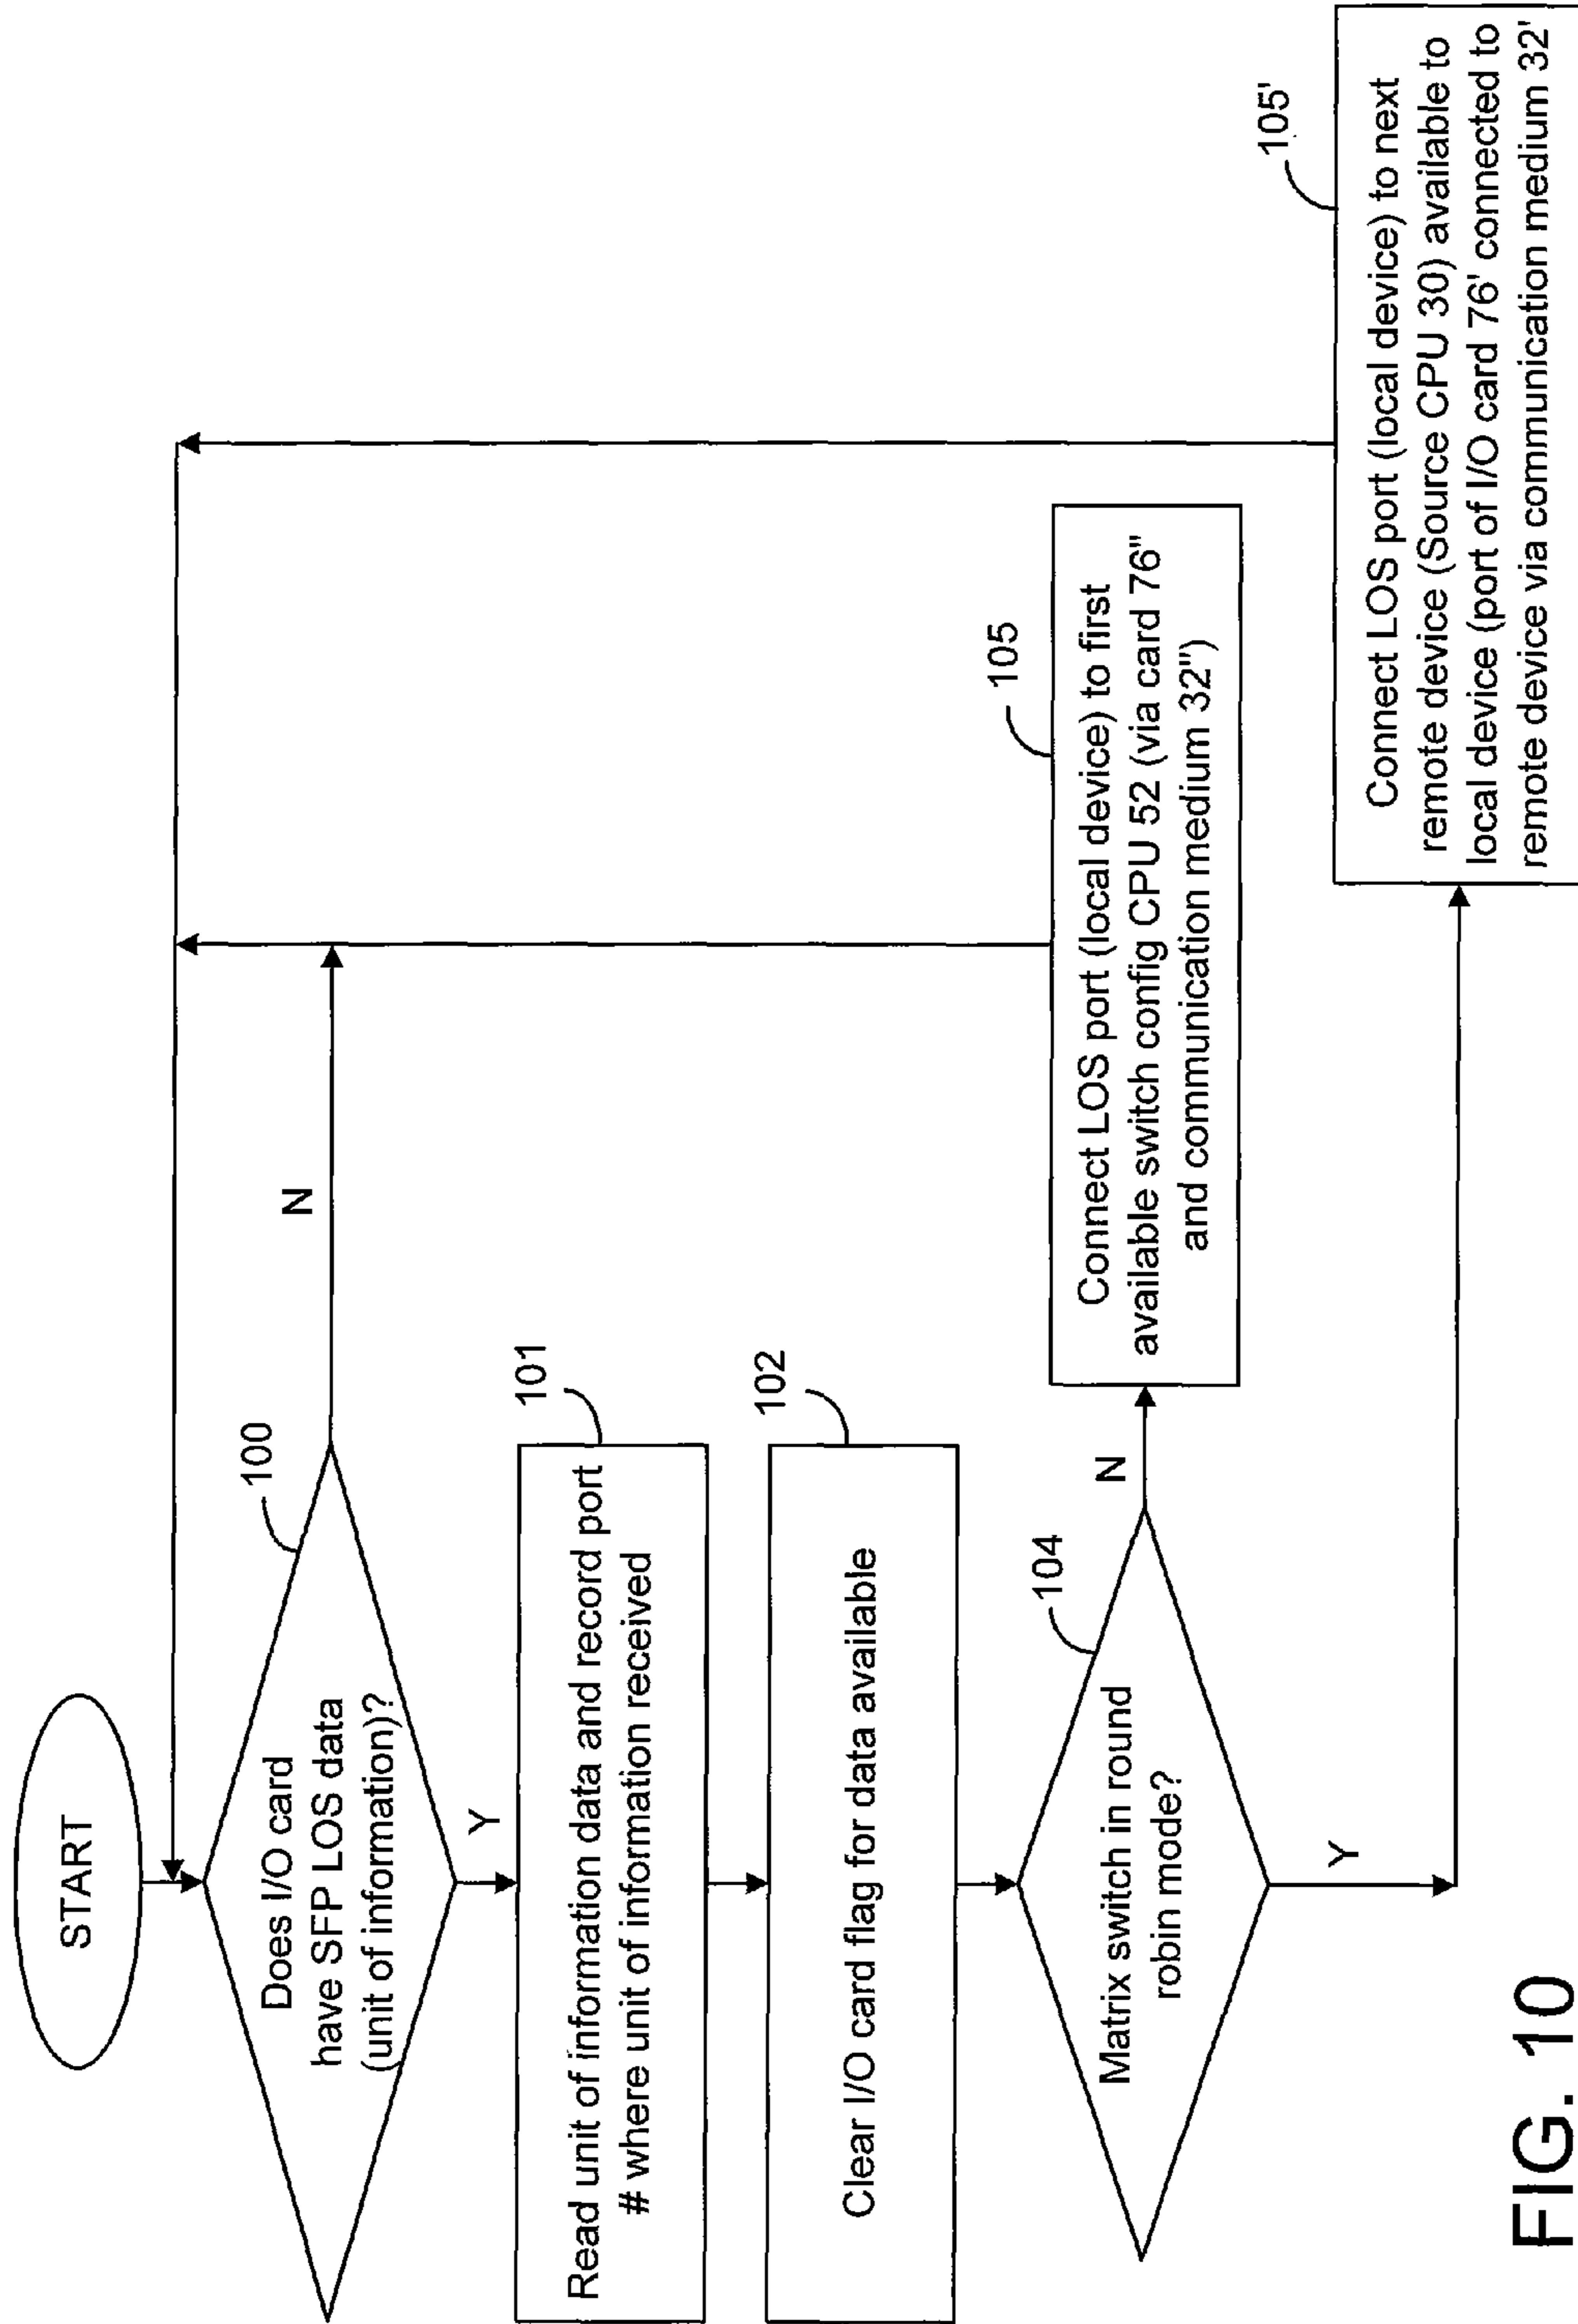 START
100
Does I/O card
have SFP LOS data
(unit of information)?
N
Y
101
Read unit of information data and record port
# where unit of information received
102
Clear I/O card flag for data available
104
Matrix switch in round
robin mode?
N
Y
105
Connect LOS port (local device) to first
available switch config CPU 52 (via card 76"
and communication medium 32")
105'
Connect LOS port (local device) to next
remote device (Source CPU 30) available to
local device (port of I/O card 76' connected to
remote device via communication medium 32'
FIG. 10